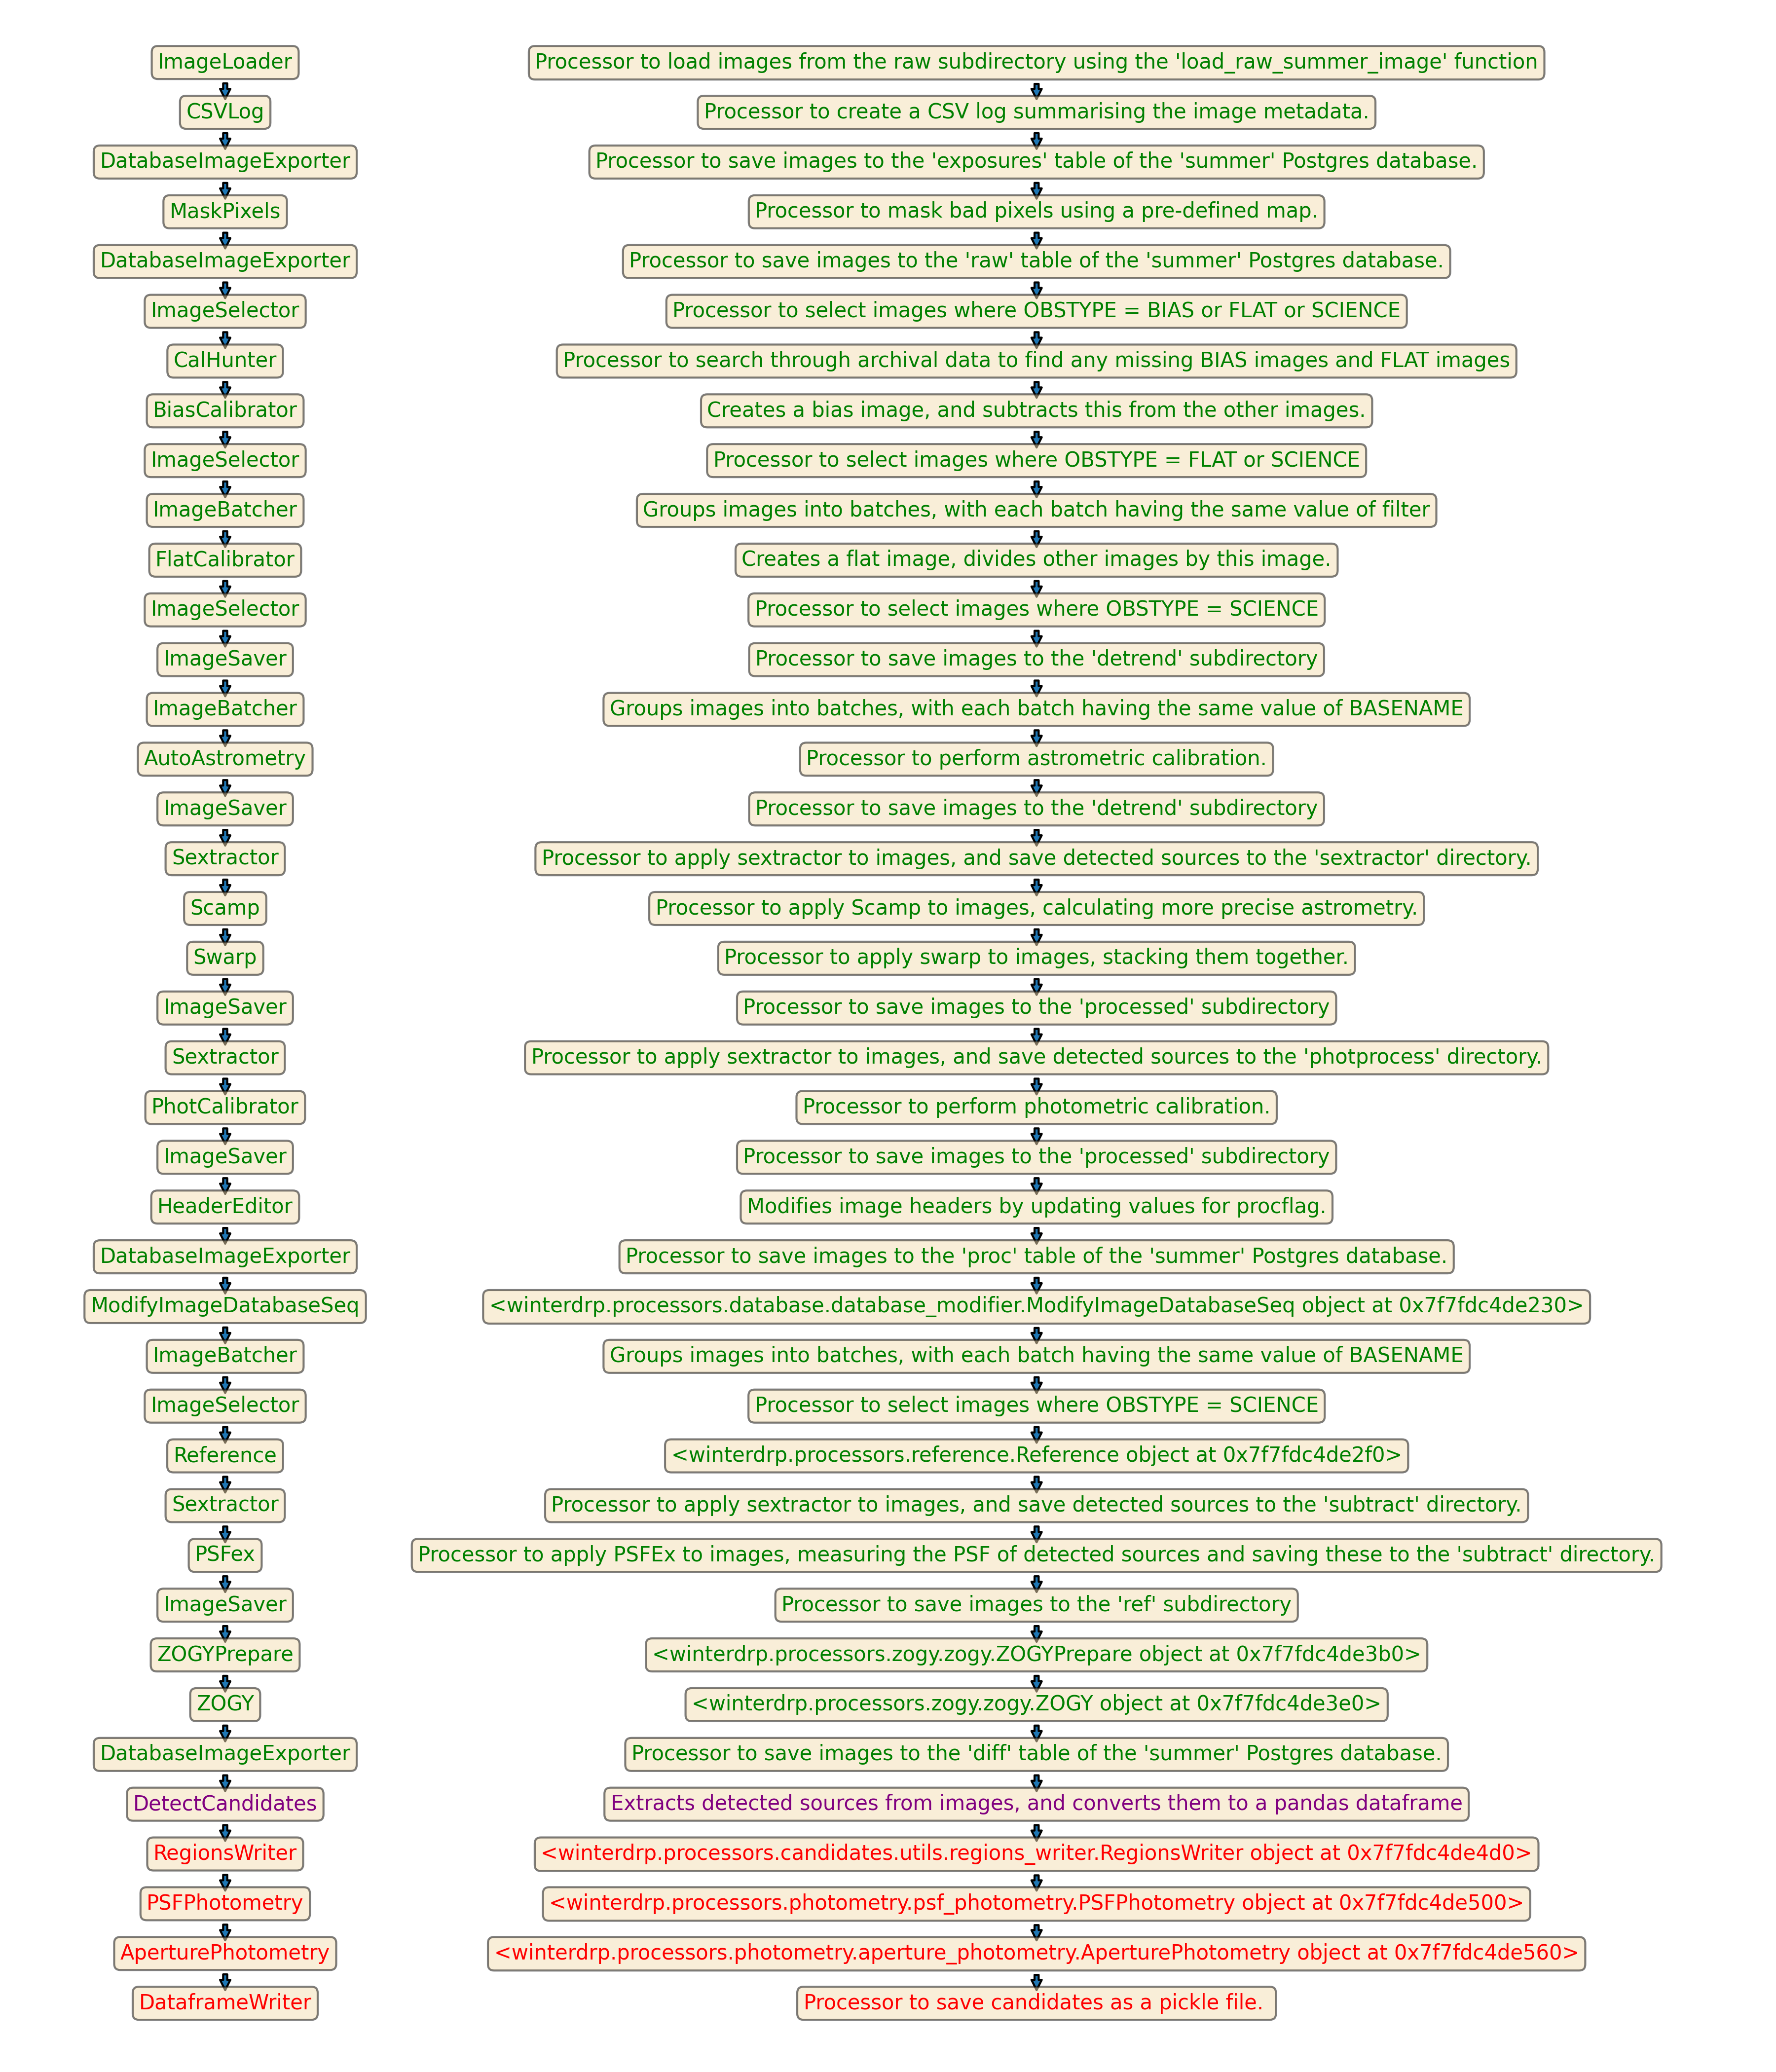 ImageLoader
Processor to load images from the raw subdirectory using the 'load_raw_summer_image' function
CSVLog
Processor to create a CSV log summarising the image metadata.
DatabaseImageExporter
Processor to save images to the 'exposures' table of the 'summer' Postgres database.
MaskPixels
Processor to mask bad pixels using a pre-defined map.
DatabaseImageExporter
Processor to save images to the 'raw' table of the 'summer' Postgres database.
ImageSelector
Processor to select images where OBSTYPE = BIAS or FLAT or SCIENCE
CalHunter
Processor to search through archival data to find any missing BIAS images and FLAT images
BiasCalibrator
Creates a bias image, and subtracts this from the other images.
ImageSelector
Processor to select images where OBSTYPE = FLAT or SCIENCE
ImageBatcher
Groups images into batches, with each batch having the same value of filter
FlatCalibrator
Creates a flat image, divides other images by this image.
ImageSelector
Processor to select images where OBSTYPE = SCIENCE
ImageSaver
Processor to save images to the 'detrend' subdirectory
ImageBatcher
Groups images into batches, with each batch having the same value of BASENAME
AutoAstrometry
Processor to perform astrometric calibration.
ImageSaver
Processor to save images to the 'detrend' subdirectory
Sextractor
Processor to apply sextractor to images, and save detected sources to the 'sextractor' directory.
Scamp
Processor to apply Scamp to images, calculating more precise astrometry.
Swarp
Processor to apply swarp to images, stacking them together.
ImageSaver
Processor to save images to the 'processed' subdirectory
Sextractor
Processor to apply sextractor to images, and save detected sources to the 'photprocess' directory.
PhotCalibrator
Processor to perform photometric calibration.
ImageSaver
Processor to save images to the 'processed' subdirectory
HeaderEditor
Modifies image headers by updating values for procflag.
DatabaseImageExporter
Processor to save images to the 'proc' table of the 'summer' Postgres database.
ModifyImageDatabaseSeq
<winterdrp.processors.database.database_modifier.ModifyImageDatabaseSeq object at 0x7f7fdc4de230>
ImageBatcher
Groups images into batches, with each batch having the same value of BASENAME
ImageSelector
Processor to select images where OBSTYPE = SCIENCE
Reference
<winterdrp.processors.reference.Reference object at 0x7f7fdc4de2f0>
Sextractor
Processor to apply sextractor to images, and save detected sources to the 'subtract' directory.
PSFex
Processor to apply PSFEx to images, measuring the PSF of detected sources and saving these to the 'subtract' directory.
ImageSaver
Processor to save images to the 'ref' subdirectory
ZOGYPrepare
<winterdrp.processors.zogy.zogy.ZOGYPrepare object at 0x7f7fdc4de3b0>
ZOGY
<winterdrp.processors.zogy.zogy.ZOGY object at 0x7f7fdc4de3e0>
DatabaseImageExporter
Processor to save images to the 'diff' table of the 'summer' Postgres database.
DetectCandidates
Extracts detected sources from images, and converts them to a pandas dataframe
RegionsWriter
<winterdrp.processors.candidates.utils.regions_writer.RegionsWriter object at 0x7f7fdc4de4d0>
PSFPhotometry
<winterdrp.processors.photometry.psf_photometry.PSFPhotometry object at 0x7f7fdc4de500>
AperturePhotometry
<winterdrp.processors.photometry.aperture_photometry.AperturePhotometry object at 0x7f7fdc4de560>
DataframeWriter
Processor to save candidates as a pickle file.